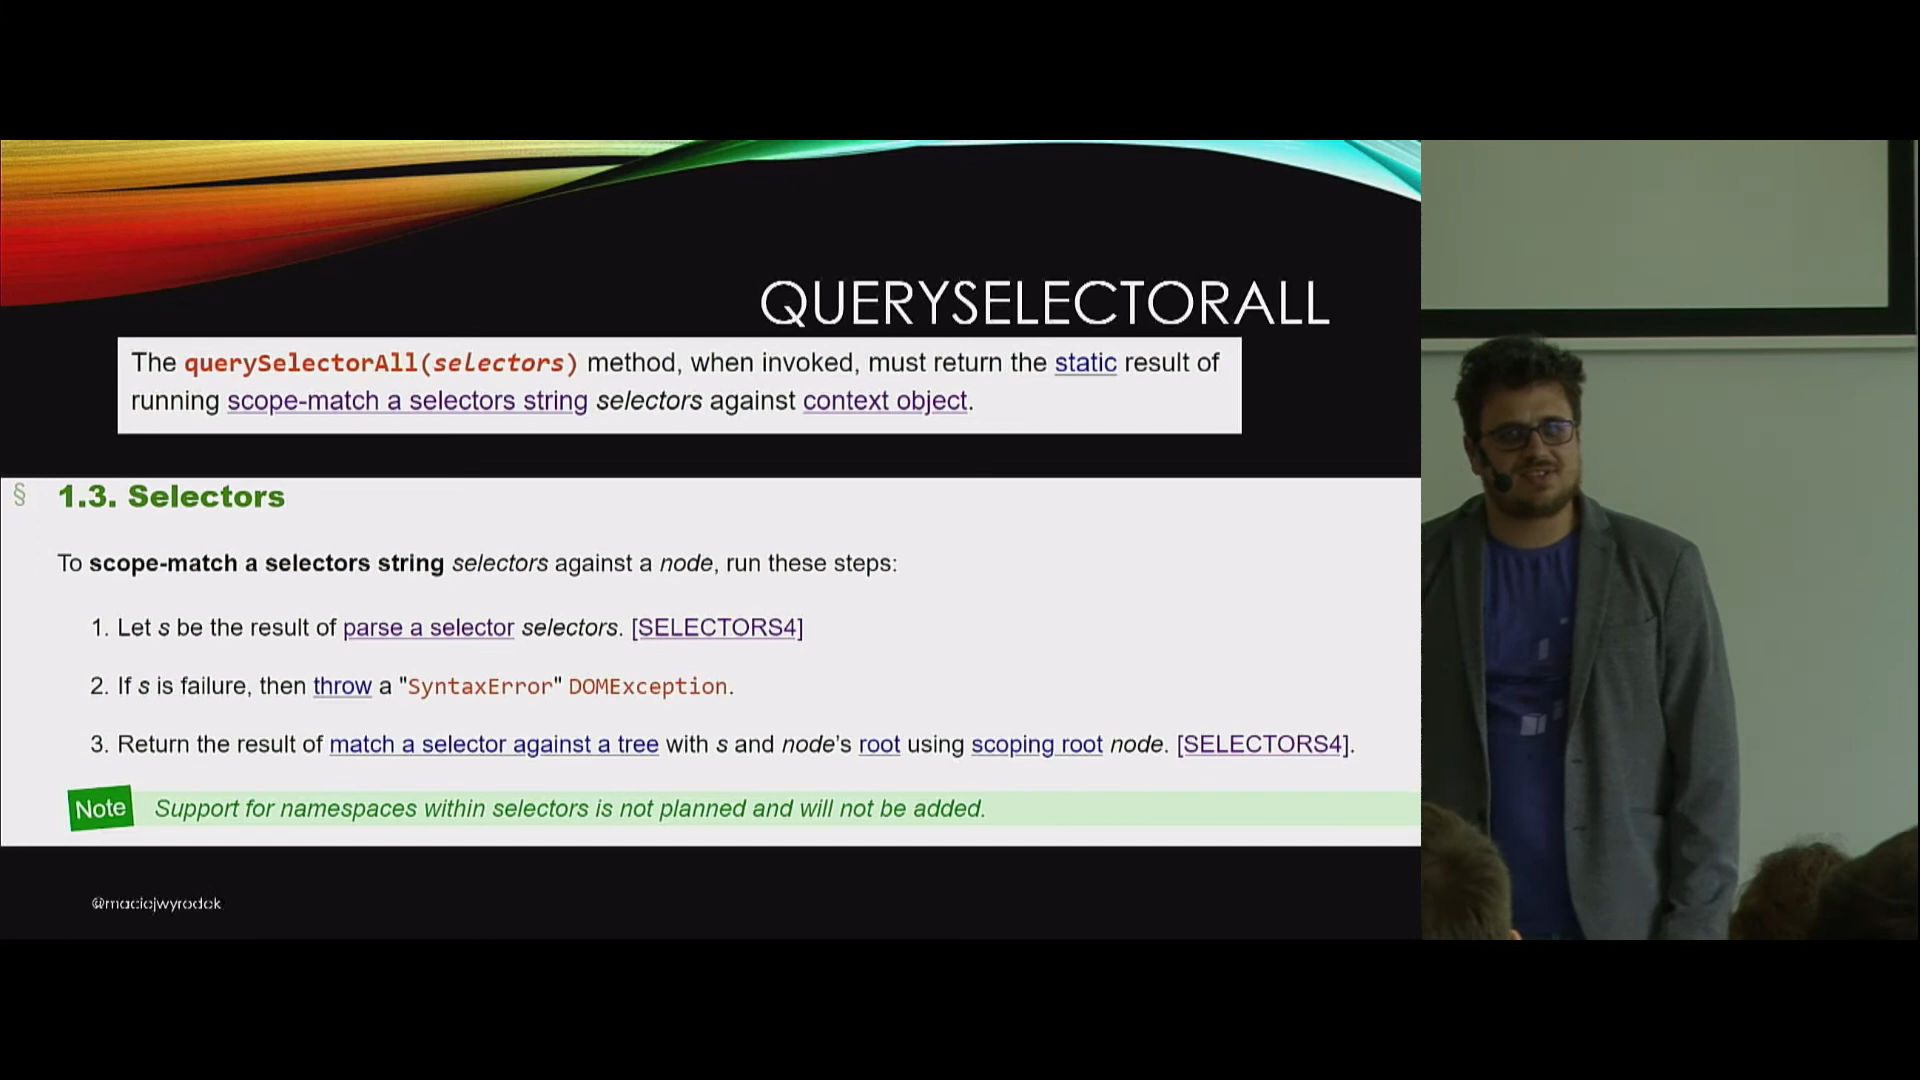 QUERYSELECTORALL
The querySelectorAll(selectors) method, when invoked, must return the static result of
running scope-match a selectors string selectors against context object.
§ 1.3. Selectors
To scope-match a selectors string selectors against a node, run these steps:
1. Let s be the result of parse a selector selectors. [SELECTORS4]
2. If s is failure, then throw a "SyntaxError" DOMException.
3. Return the result of match a selector against a tree with s and node’s root using scoping root node. [SELECTORS4].
Note Support for namespaces within selectors is not planned and will not be added.
@maciejwyrodek